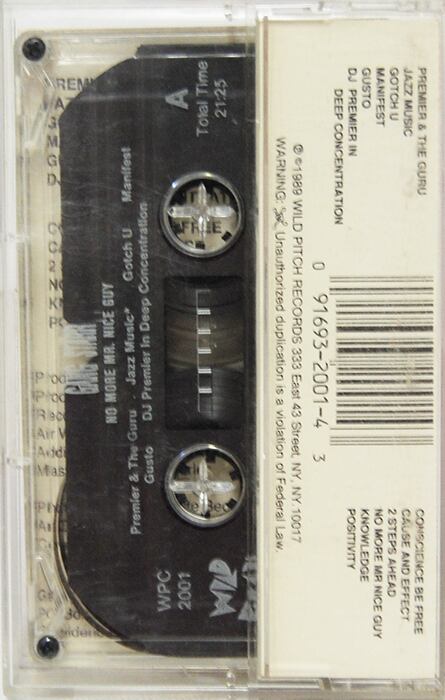 PREMIER & THE GURU
JAZZ MUSIC
GOTCH U
MANIFEST
GUSTO
DJ PREMIER IN
DEEP CONCENTRATION
CONSCIENCE BE FREE
CAUSE AND EFFECT
2 STEPS AHEAD
NO MORE MR NICE GUY
KNOWLEDGE
POSITIVITY
0 91693-2001-4 3
℗ ©1989 WILD PITCH RECORDS 333 East 43 Street, NY, NY. 10017
WARNING: Unauthorized duplication is a violation of Federal Law.
A
Total Time
21:25
NO MORE MR. NICE GUY
Premier & The Guru · Jazz Music* Gotch U Manifest
Gusto DJ Premier In Deep Concentration
WPC
2001
WILD
FREE